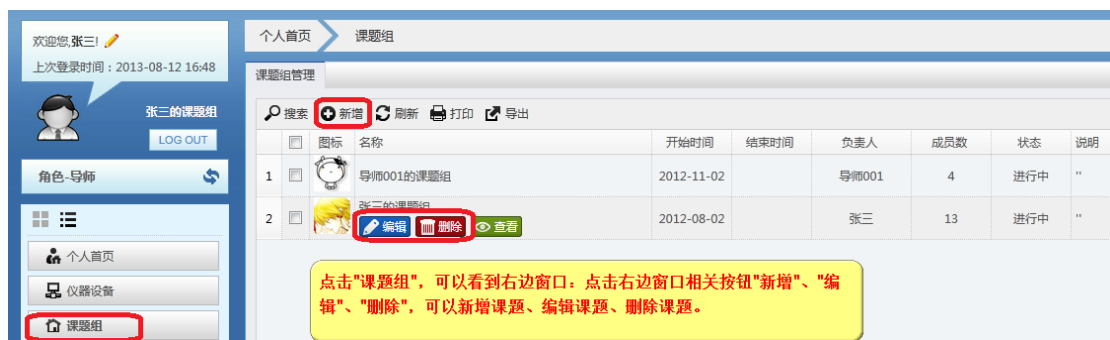 欢迎您,张三!
上次登录时间：2013-08-12 16:48
张三的课题组
LOG OUT
角色-导师
个人首页
仪器设备
课题组
个人首页 课题组
课题组管理
搜索 新增 刷新 打印 导出
图标 名称 开始时间 结束时间 负责人 成员数 状态 说明
1 导师001的课题组 2012-11-02 导师001 4 进行中 "
2 张三的课题组 2012-08-02 张三 13 进行中 "
编辑 删除 查看
点击"课题组"，可以看到右边窗口：点击右边窗口相关按钮"新增"、"编
辑"、"删除"，可以新增课题、编辑课题、删除课题。